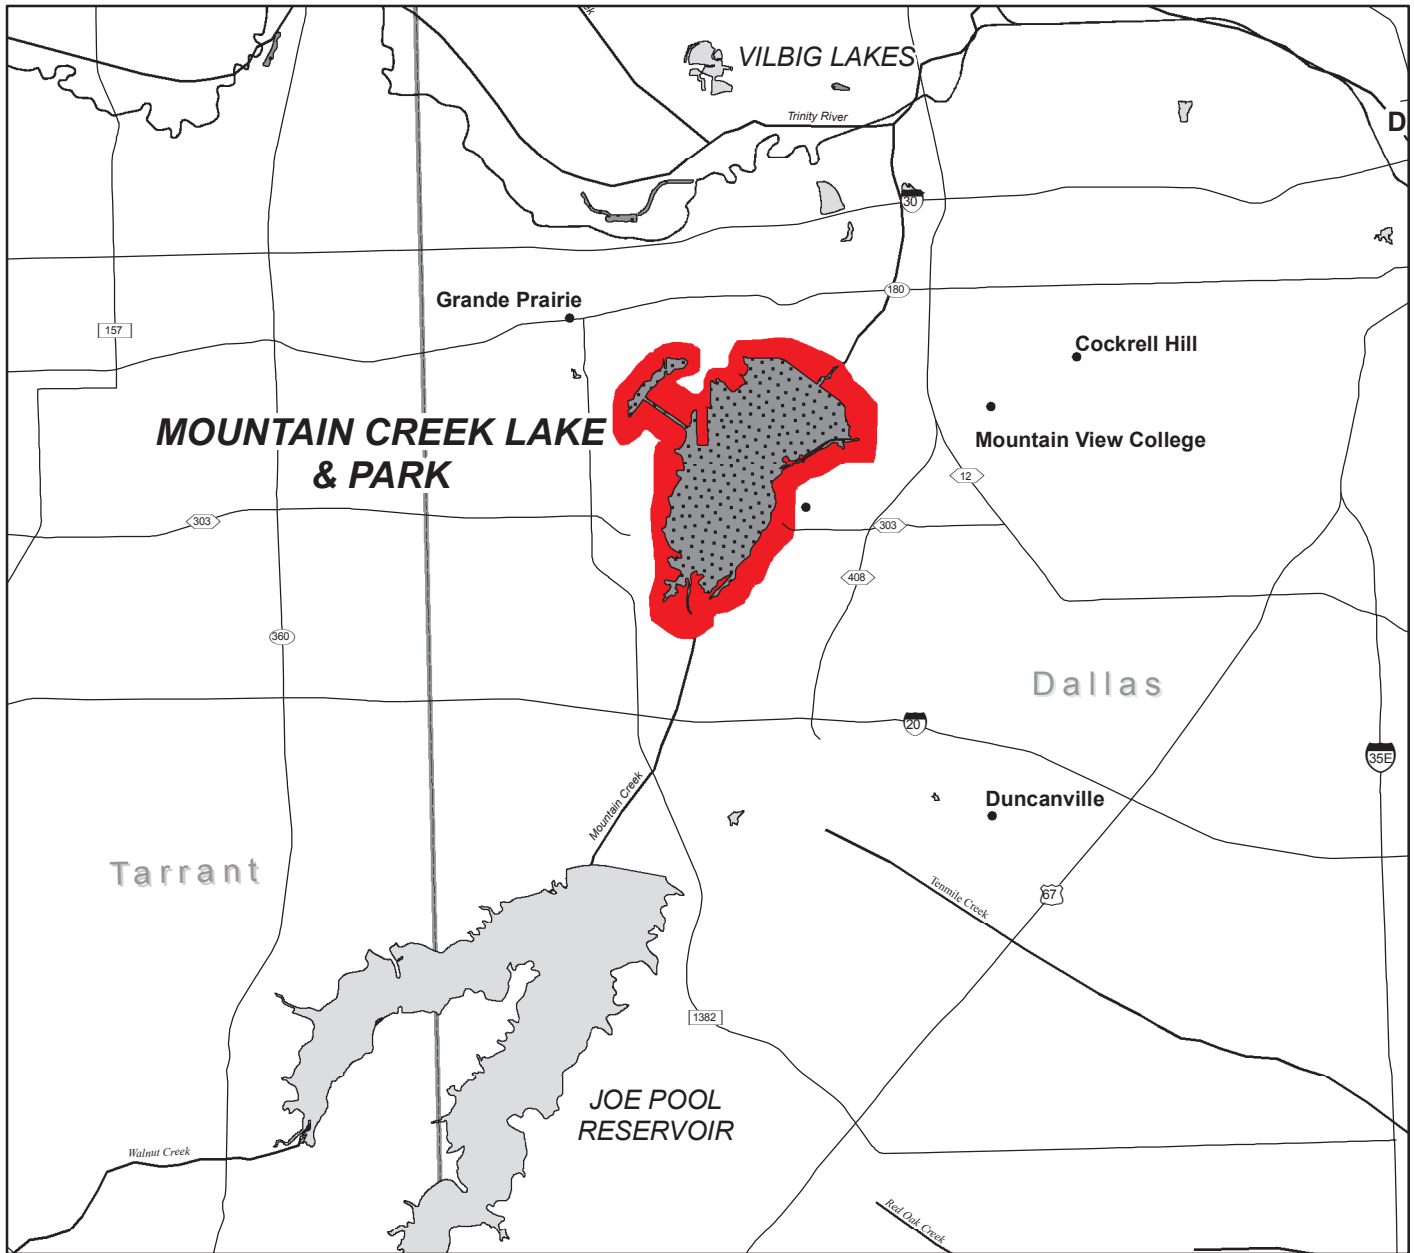 VILBIG LAKES
Trinity River
D
30
180
Grande Prairie
157
Cockrell Hill
MOUNTAIN CREEK LAKE
& PARK
Mountain View College
12
303
303
408
360
Dallas
20
35E
Mountain Creek
Duncanville
Tarrant
67
Tenmile Creek
1382
JOE POOL
RESERVOIR
Walnut Creek
Red Oak Creek